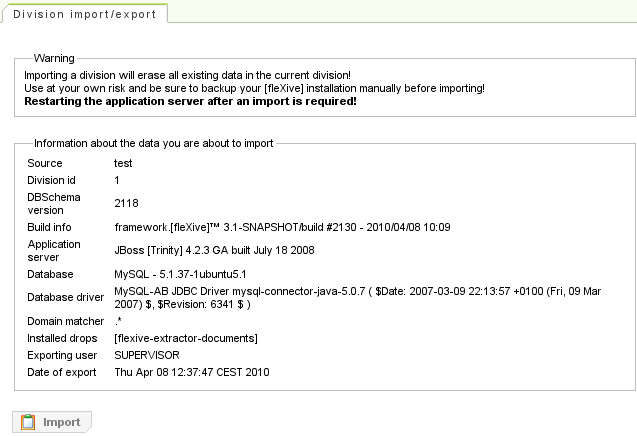 Division import/export
Warning
Importing a division will erase all existing data in the current division!
Use at your own risk and be sure to backup your [fleXive] installation manually before importing!
Restarting the application server after an import is required!
Information about the data you are about to import
Source test
Division id 1
DBSchema
version 2118
Build info framework.[fleXive]™ 3.1-SNAPSHOT/build #2130 - 2010/04/08 10:09
Application
server JBoss [Trinity] 4.2.3 GA built July 18 2008
Database MySQL - 5.1.37-1ubuntu5.1
Database driver MySQL-AB JDBC Driver mysql-connector-java-5.0.7 ( $Date: 2007-03-09 22:13:57 +0100 (Fri, 09 Mar
2007) $, $Revision: 6341 $ )
Domain matcher .*
Installed drops [flexive-extractor-documents]
Exporting user SUPERVISOR
Date of export Thu Apr 08 12:37:47 CEST 2010
Import